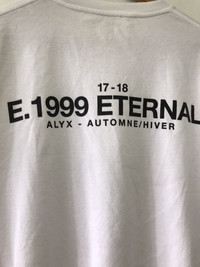 17-18
E.1999 ETERNAL
ALYX - AUTOMNE/HIVER